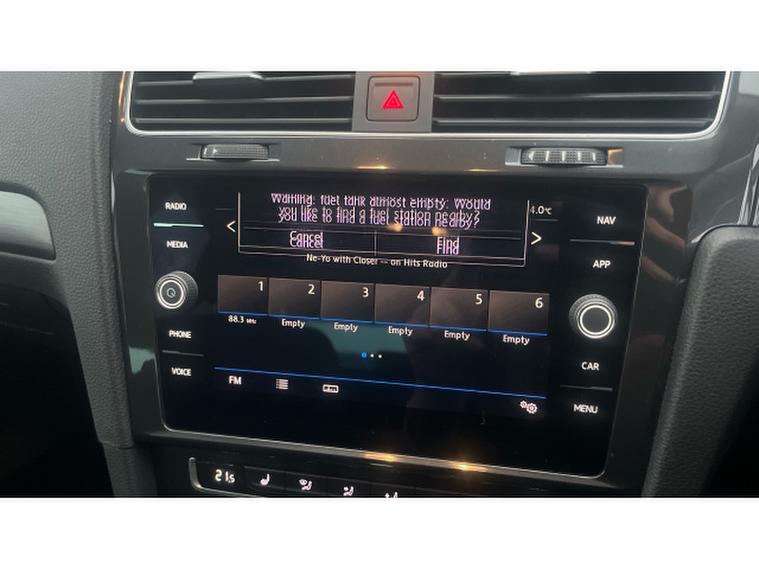 RADIO
MEDIA
PHONE
VOICE
Warning: fuel tank almost empty. Would
you like to find a fuel station nearby?
Cancel Find
4.0°C
< >
Ne-Yo with Closer -- on Hits Radio
1 2 3 4 5 6
88.3 MHz Empty Empty Empty Empty Empty
FM
NAV
APP
CAR
MENU
21.5